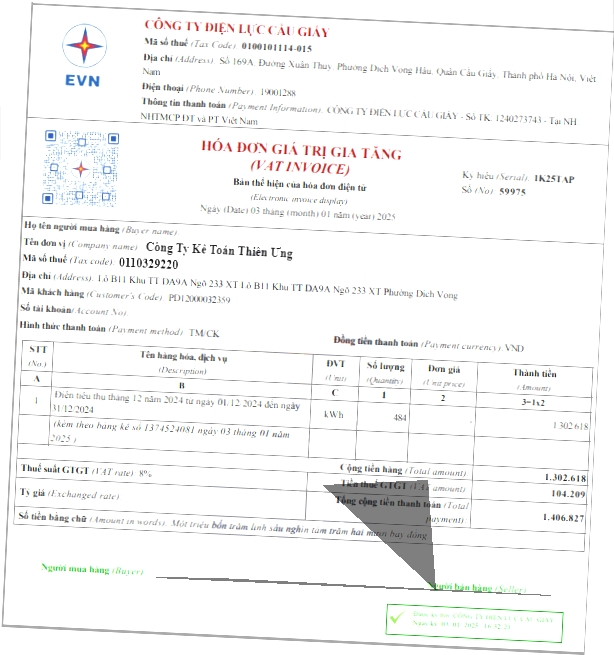 CÔNG TY ĐIỆN LỰC CẦU GIẤY
Mã số thuế (Tax Code): 0100101114-015
Địa chỉ (Address): Số 169A, Đường Xuân Thuỷ, Phường Dịch Vọng Hậu, Quận Cầu Giấy, Thành phố Hà Nội, Việt
Nam
Điện thoại (Phone Number): 19001288
Thông tin thanh toán (Payment Information): CÔNG TY ĐIỆN LỰC CẦU GIẤY - Số TK: 1240273743 - Tại NH
NHTMCP ĐT và PT Việt Nam
EVN
HÓA ĐƠN GIÁ TRỊ GIA TĂNG
(VAT INVOICE)
Bản thể hiện của hóa đơn điện tử
(Electronic invoice display)
Ngày (Date) 03 tháng (month) 01 năm (year) 2025
Ký hiệu (Serial): 1K25TAP
Số (No): 59975
Họ tên người mua hàng (Buyer name)
Tên đơn vị (Company name) Công Ty Kế Toán Thiên Ưng
Mã số thuế (Tax code): 0110329220
Địa chỉ (Address): Lô B11 Khu TT DA9A Ngõ 233 XT Lô B11 Khu TT DA9A Ngõ 233 XT Phường Dịch Vọng
Mã khách hàng (Customer's Code): PD12000032359
Số tài khoản (Account No):
Hình thức thanh toán (Payment method) TM/CK
Đồng tiền thanh toán (Payment currency): VND
STT (No.) Tên hàng hóa, dịch vụ (Description) ĐVT (Unit) Số lượng (Quantity) Đơn giá (Unit price) Thành tiền (Amount)
A B C 1 2 3=1x2
1 Điện tiêu thụ tháng 12 năm 2024 từ ngày 01/12/2024 đến ngày 31/12/2024 kWh 484 1.302.618
(kèm theo bảng kê số 1374524081 ngày 03 tháng 01 năm
2025 )
Cộng tiền hàng (Total amount): 1.302.618
Thuế suất GTGT (VAT rate): 8% Tiền thuế GTGT (VAT amount): 104.209
Tỷ giá (Exchanged rate) Tổng cộng tiền thanh toán (Total payment): 1.406.827
Số tiền bằng chữ (Amount in words): Một triệu bốn trăm linh sáu nghìn tám trăm hai mươi bảy đồng
Người mua hàng (Buyer)
Người bán hàng (Seller)
Được ký bởi CÔNG TY ĐIỆN LỰC CẦU GIẤY
Ngày ký: 03/01/2025